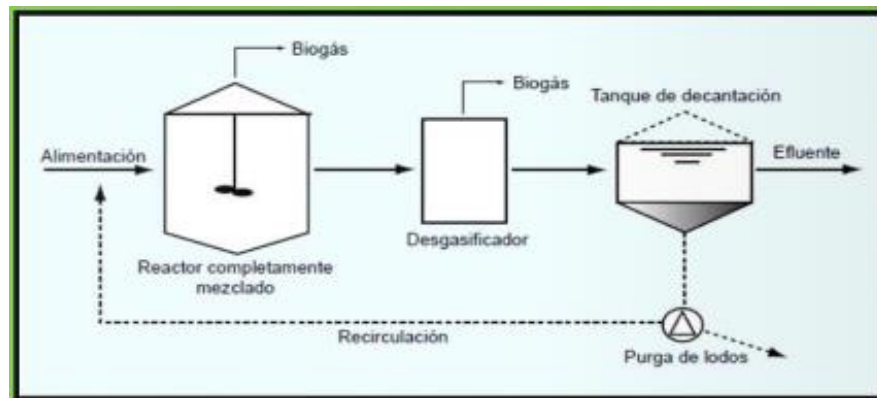 Biogás
Biogás
Tanque de decantación
Alimentación
Efluente
Desgasificador
Reactor completamente
mezclado
Recirculación
Purga de lodos